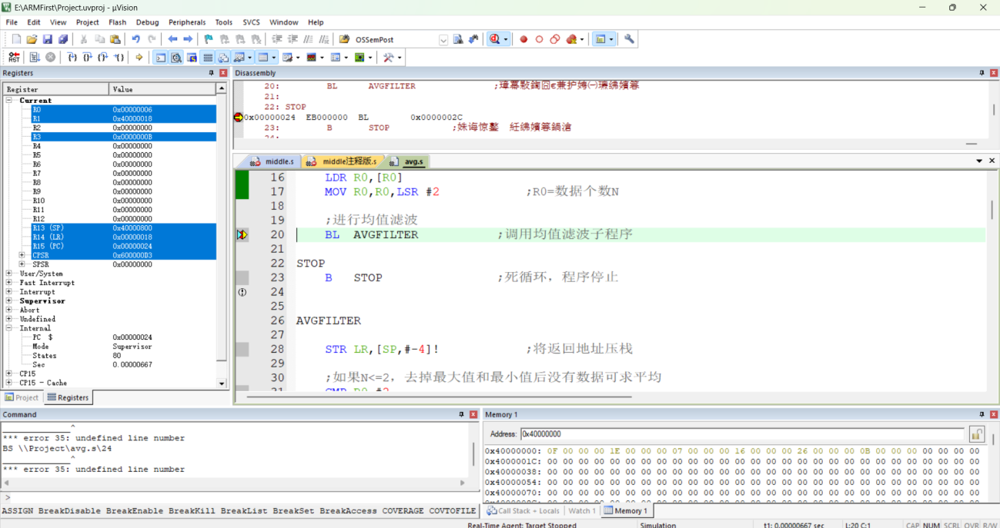 E:\ARMFirst\Project.uvproj - µVision
File Edit View Project Flash Debug Peripherals Tools SVCS Window Help
OSSemPost
RST
Registers
Register Value
Current
R0 0x00000006
R1 0x40000018
R2 0x00000000
R3 0x0000000B
R4 0x00000000
R5 0x00000000
R6 0x00000000
R7 0x00000000
R8 0x00000000
R9 0x00000000
R10 0x00000000
R11 0x00000000
R12 0x00000000
R13 (SP) 0x40000800
R14 (LR) 0x00000018
R15 (PC) 0x00000024
CPSR 0x600000D3
SPSR 0x00000000
User/System
Fast Interrupt
Interrupt
Supervisor
Abort
Undefined
Internal
PC $ 0x00000024
Mode Supervisor
States 80
Sec 0.00000667
CP15
CP15 - Cache
Project Registers
Disassembly
20: BL AVGFILTER
21:
22: STOP
0x00000024 EB000000 BL 0x0000002C
23: B STOP
middle.s middle注释版.s avg.s
16 LDR R0,[R0]
17 MOV R0,R0,LSR #2 ;R0=数据个数N
18
19 ;进行均值滤波
20 BL AVGFILTER ;调用均值滤波子程序
21
22 STOP
23 B STOP ;死循环，程序停止
24
25
26 AVGFILTER
27
28 STR LR,[SP,#-4]! ;将返回地址压栈
29
30 ;如果N<=2，去掉最大值和最小值后没有数据可求平均
31 CMP R0,#2
Command
^
*** error 35: undefined line number
BS \\Project\avg.s\24
^
*** error 35: undefined line number
>
ASSIGN BreakDisable BreakEnable BreakKill BreakList BreakSet BreakAccess COVERAGE COVTOFILE
Memory 1
Address: 0x40000000
0x40000000: 0F 00 00 00 1E 00 00 00 07 00 00 00 16 00 00 00 26 00 00 00 0B 00 00 00 00 00 00 00
0x4000001C: 00 00 00 00 00 00 00 00 00 00 00 00 00 00 00 00 00 00 00 00 00 00 00 00 00 00 00 00
0x40000038: 00 00 00 00 00 00 00 00 00 00 00 00 00 00 00 00 00 00 00 00 00 00 00 00 00 00 00 00
0x40000054: 00 00 00 00 00 00 00 00 00 00 00 00 00 00 00 00 00 00 00 00 00 00 00 00 00 00 00 00
0x40000070: 00 00 00 00 00 00 00 00 00 00 00 00 00 00 00 00 00 00 00 00 00 00 00 00 00 00 00 00
Call Stack + Locals Watch 1 Memory 1
Real-Time Agent: Target Stopped Simulation t1: 0.00000667 sec L:20 C:1 CAP NUM SCRL OVR R/W